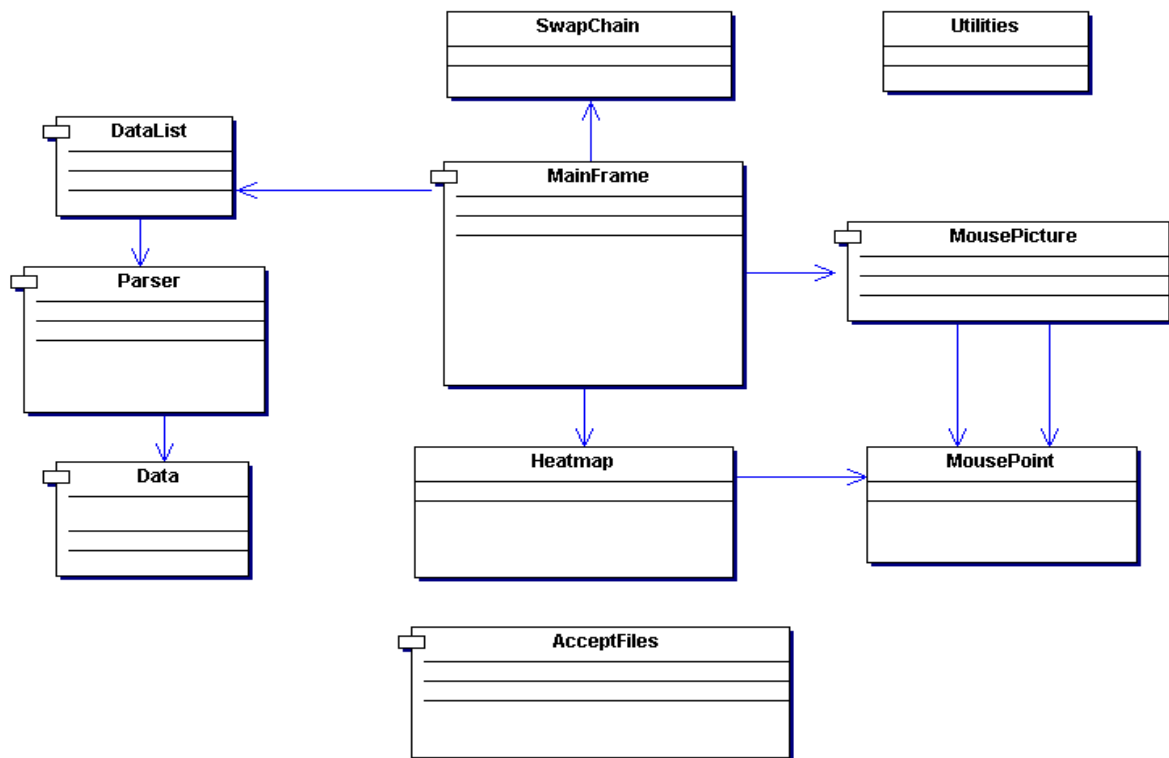 SwapChain
Utilities
DataList
MainFrame
MousePicture
Parser
Heatmap
MousePoint
Data
AcceptFiles